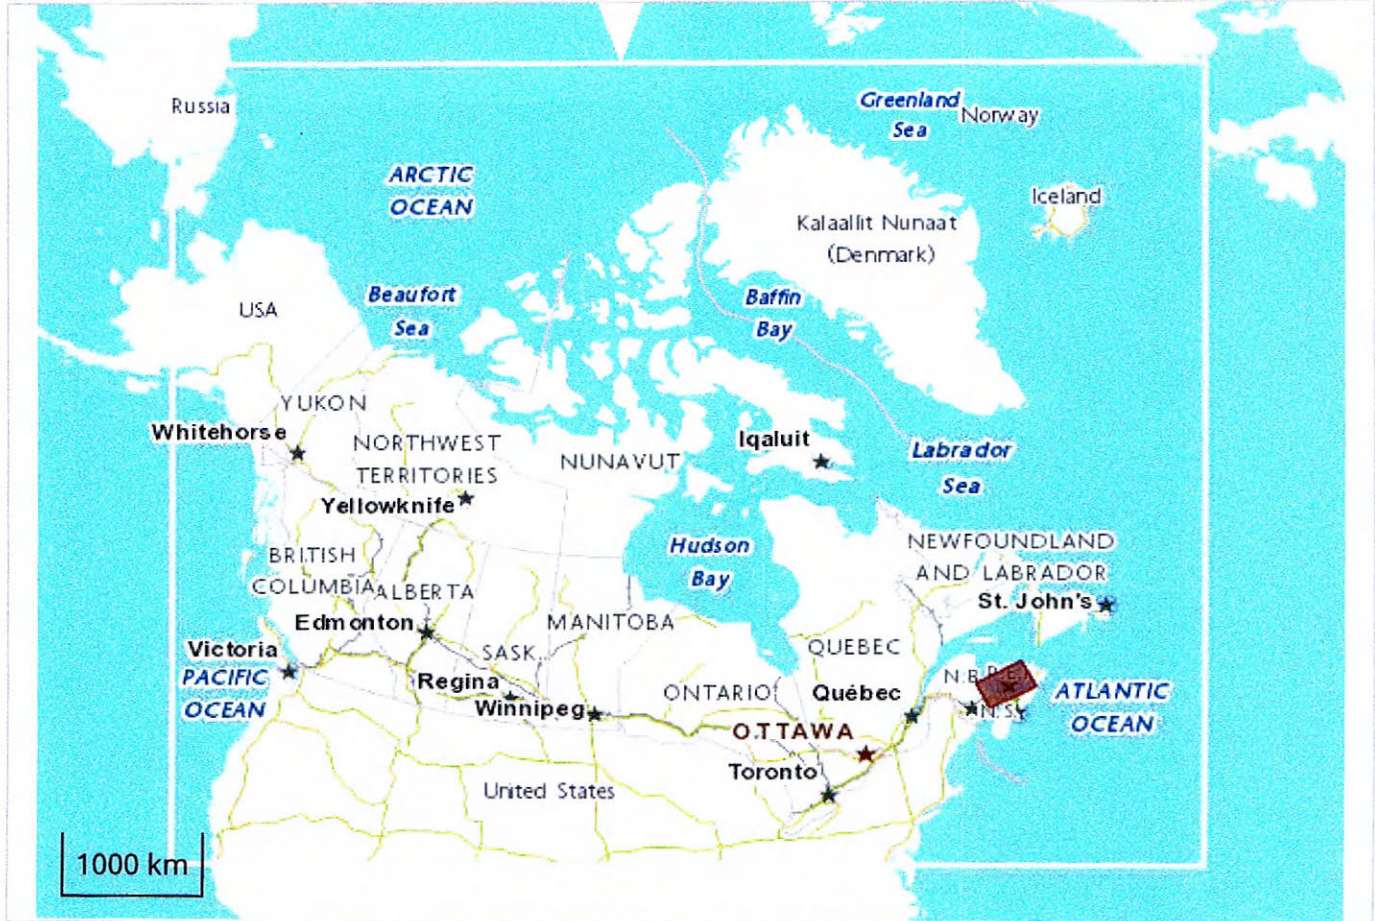 Greenland
Sea
Norway
Russia
ARCTIC
OCEAN
Iceland
Kalaallit Nunaat
(Denmark)
Beaufort
Sea
Baffin
Bay
USA
YUKON
Whitehorse
NORTHWEST
TERRITORIES
Yellowknife
NUNAVUT
Iqaluit
Labrador
Sea
Hudson
Bay
NEWFOUNDLAND
AND LABRADOR
St. John's
BRITISH
COLUMBIA
ALBERTA
Edmonton
MANITOBA
SASK.
QUEBEC
Victoria
PACIFIC
OCEAN
Regina
Winnipeg
ONTARIO
Québec
N.B.
P.E.
ATLANTIC
OCEAN
N.S.
OTTAWA
Toronto
United States
1000 km